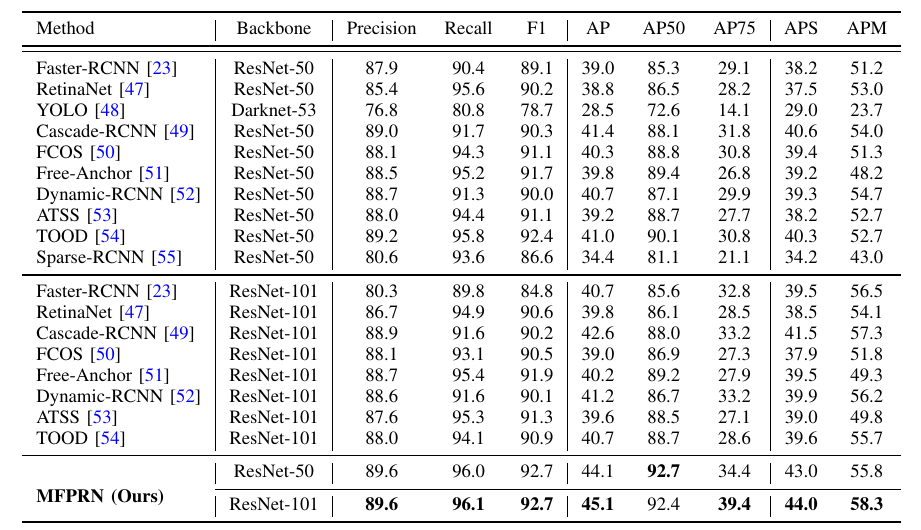 Method Backbone Precision Recall F1 AP AP50 AP75 APS APM
Faster-RCNN [23] ResNet-50 87.9 90.4 89.1 39.0 85.3 29.1 38.2 51.2
RetinaNet [47] ResNet-50 85.4 95.6 90.2 38.8 86.5 28.2 37.5 53.0
YOLO [48] Darknet-53 76.8 80.8 78.7 28.5 72.6 14.1 29.0 23.7
Cascade-RCNN [49] ResNet-50 89.0 91.7 90.3 41.4 88.1 31.8 40.6 54.0
FCOS [50] ResNet-50 88.1 94.3 91.1 40.3 88.8 30.8 39.4 51.3
Free-Anchor [51] ResNet-50 88.5 95.2 91.7 39.8 89.4 26.8 39.2 48.2
Dynamic-RCNN [52] ResNet-50 88.7 91.3 90.0 40.7 87.1 29.9 39.3 54.7
ATSS [53] ResNet-50 88.0 94.4 91.1 39.2 88.7 27.7 38.2 52.7
TOOD [54] ResNet-50 89.2 95.8 92.4 41.0 90.1 30.8 40.3 52.7
Sparse-RCNN [55] ResNet-50 80.6 93.6 86.6 34.4 81.1 21.1 34.2 43.0
Faster-RCNN [23] ResNet-101 80.3 89.8 84.8 40.7 85.6 32.8 39.5 56.5
RetinaNet [47] ResNet-101 86.7 94.9 90.6 39.8 86.1 28.5 38.5 54.1
Cascade-RCNN [49] ResNet-101 88.9 91.6 90.2 42.6 88.0 33.2 41.5 57.3
FCOS [50] ResNet-101 88.1 93.1 90.5 39.0 86.9 27.3 37.9 51.8
Free-Anchor [51] ResNet-101 88.7 95.4 91.9 40.2 89.2 27.9 39.5 49.3
Dynamic-RCNN [52] ResNet-101 88.6 91.6 90.1 41.2 86.7 33.2 39.9 56.2
ATSS [53] ResNet-101 87.6 95.3 91.3 39.6 88.5 27.1 39.0 49.8
TOOD [54] ResNet-101 88.0 94.1 90.9 40.7 88.7 28.6 39.6 55.7
ResNet-50 89.6 96.0 92.7 44.1 92.7 34.4 43.0 55.8
MFPRN (Ours)
ResNet-101 89.6 96.1 92.7 45.1 92.4 39.4 44.0 58.3